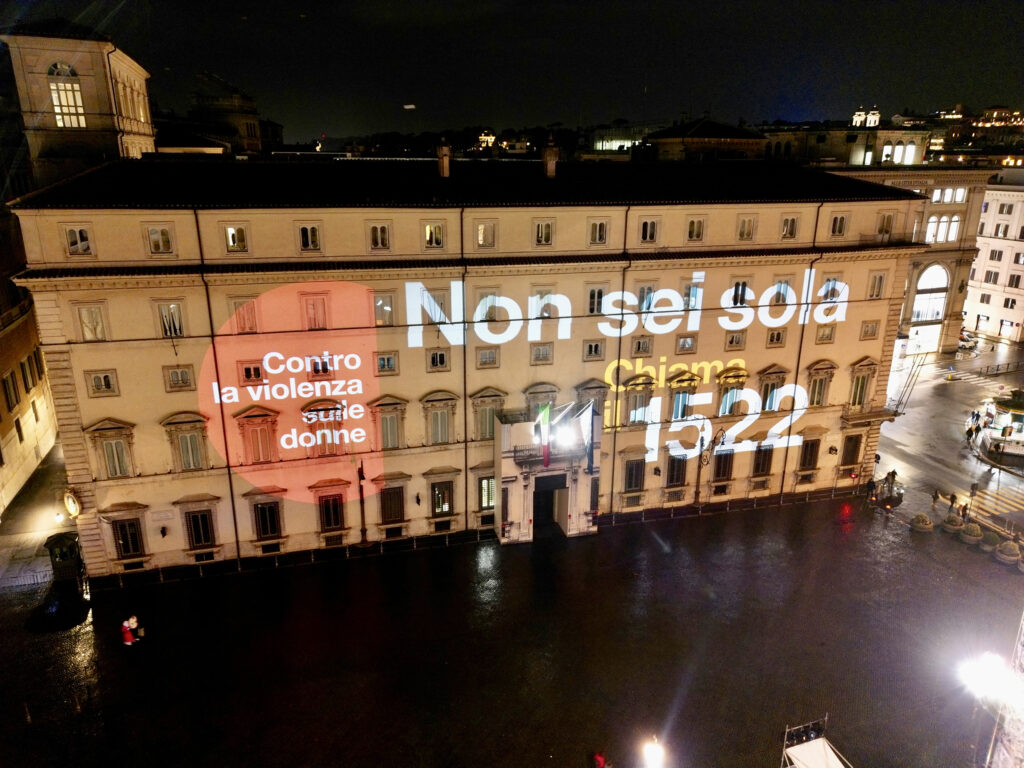 Contro
la violenza
sulle
donne
Non sei sola
Chiama
il 1522